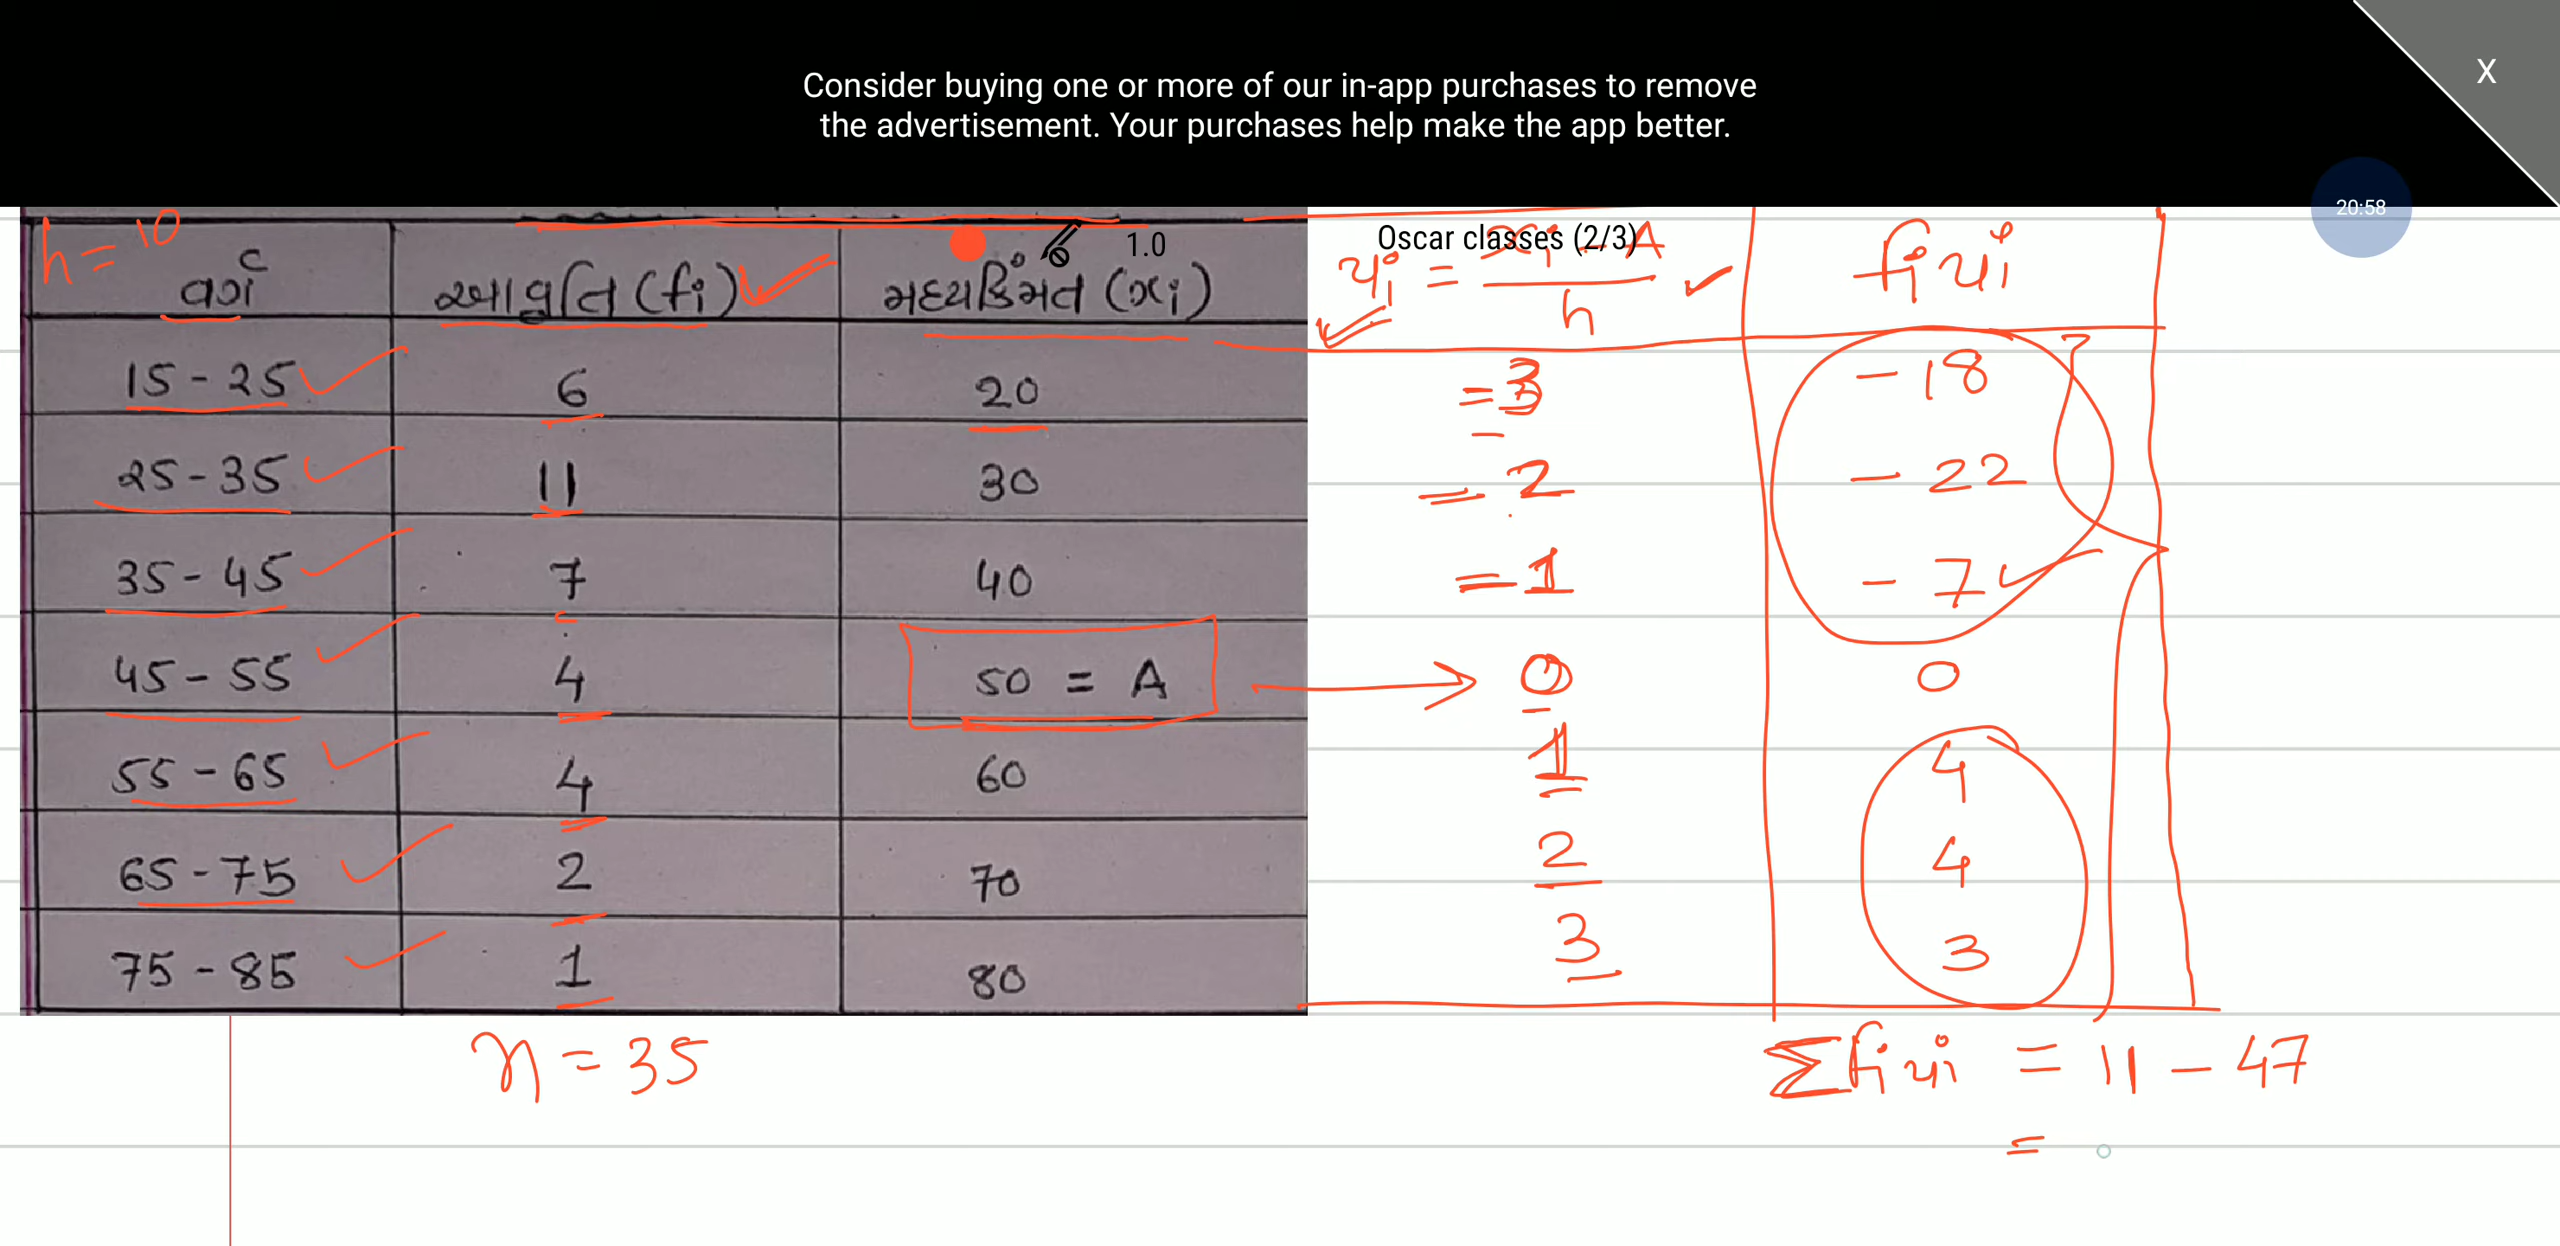 Consider buying one or more of our in-app purchases to remove
the advertisement. Your purchases help make the app better.
X
20:58
1.0
Oscar classes (2/3)
h = 10
વર્ગ આવૃત્તિ (fi) મધ્યકિંમત (xi) ui = xi - A / h fiui
15 - 25 6 20 = 3 - 18
25 - 35 11 30 = 2 - 22
35 - 45 7 40 = 1 - 7
45 - 55 4 50 = A 0 0
55 - 65 4 60 1 4
65 - 75 2 70 2 4
75 - 85 1 80 3 3
n = 35 Σfiui = 11 - 47
=